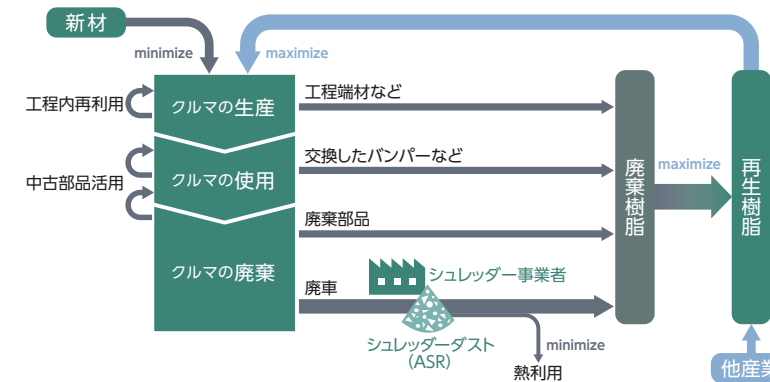 新材
minimize
maximize
工程内再利用
クルマの生産
工程端材など
中古部品活用
クルマの使用
交換したバンパーなど
廃棄樹脂
maximize
再生樹脂
廃棄部品
クルマの廃棄
廃車
シュレッダー事業者
シュレッダーダスト
(ASR)
minimize
熱利用
他産業